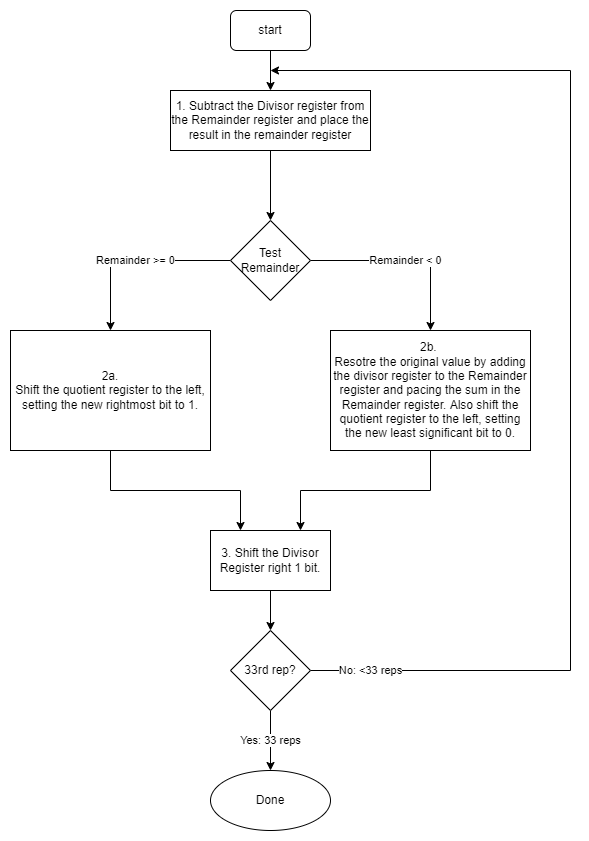 start
1. Subtract the Divisor register from
the Remainder register and place the
result in the remainder register
Test
Remainder
Remainder >= 0
Remainder < 0
2a.
Shift the quotient register to the left,
setting the new rightmost bit to 1.
2b.
Resotre the original value by adding
the divisor register to the Remainder
register and pacing the sum in the
Remainder register. Also shift the
quotient register to the left, setting
the new least significant bit to 0.
3. Shift the Divisor
Register right 1 bit.
33rd rep?
No: <33 reps
Yes: 33 reps
Done